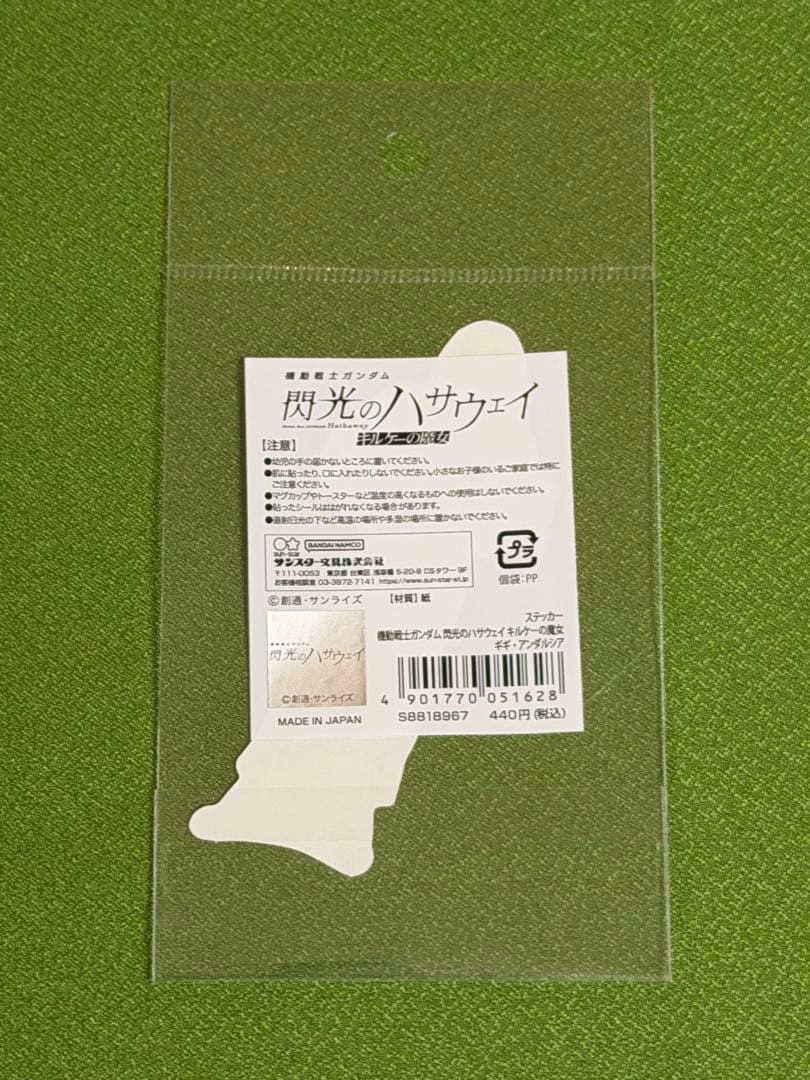 機動戦士ガンダム
閃光のハサウェイ
Hathaway
キルケーの魔女
【注意】
●幼児の手の届かないところに置いてください。
●肌に貼ったり、口に入れたりしないでください。小さなお子様のいるご家庭では特に
ご注意ください。
●マグカップやトースターなど温度の高くなるものへの使用はしないでください。
●貼ったシールははがれなくなる場合があります。
●直射日光の下など高温の場所や多湿の場所に置かないでください。
sun-star
BANDAI NAMCO
サンスター文具株式会社
〒111-0053 東京都 台東区 浅草橋 5-20-8 CSタワー 9F
お客様相談室 03-3872-7141 https://www.sun-star-st.jp
プラ
個袋:PP
©創通・サンライズ
【材質】紙
ステッカー
機動戦士ガンダム 閃光のハサウェイ キルケーの魔女
ギギ・アンダルシア
機動戦士ガンダム
閃光のハサウェイ
©創通・サンライズ
4 901770 051628
MADE IN JAPAN
S8818967 440円(税込)